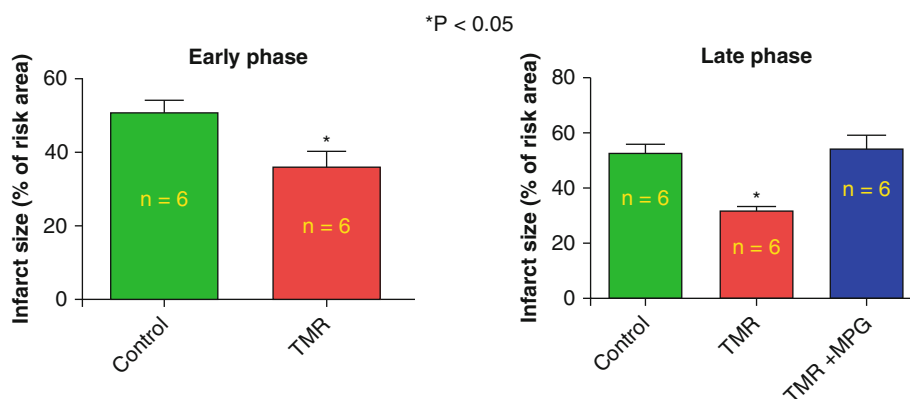 *P < 0.05
Early phase
Infarct size (% of risk area)
60
40
20
0
n = 6
*
n = 6
Control
TMR
Late phase
Infarct size (% of risk area)
80
60
40
20
0
n = 6
*
n = 6
n = 6
Control
TMR
TMR +MPG